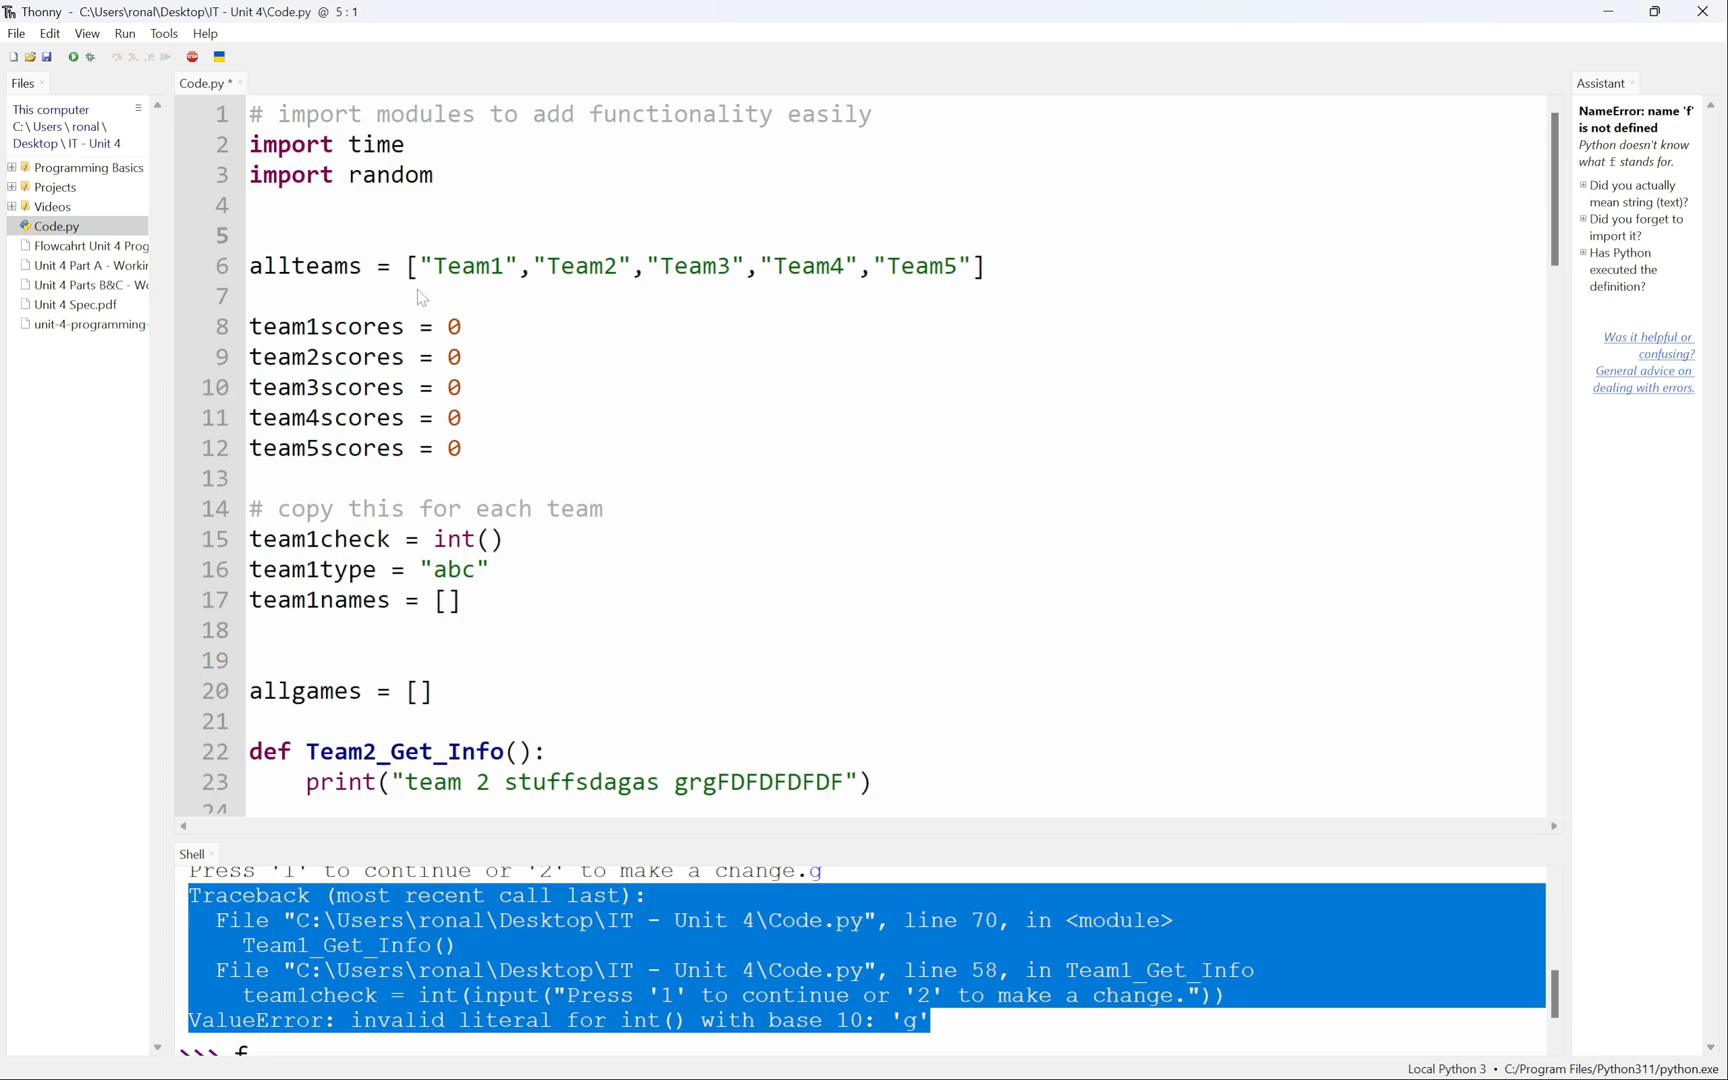 Thonny - C:\Users\ronal\Desktop\IT - Unit 4\Code.py @ 5 : 1
File Edit View Run Tools Help
Files
This computer
C: \ Users \ ronal \
Desktop \ IT - Unit 4
Programming Basics
Projects
Videos
Code.py
Flowcahrt Unit 4 Prog
Unit 4 Part A - Workin
Unit 4 Parts B&C - Wo
Unit 4 Spec.pdf
unit-4-programming-
Code.py *
1 # import modules to add functionality easily
2 import time
3 import random
4
5
6 allteams = ["Team1","Team2","Team3","Team4","Team5"]
7
8 team1scores = 0
9 team2scores = 0
10 team3scores = 0
11 team4scores = 0
12 team5scores = 0
13
14 # copy this for each team
15 team1check = int()
16 team1type = "abc"
17 team1names = []
18
19
20 allgames = []
21
22 def Team2_Get_Info():
23 print("team 2 stuffsdagas grgFDFDFDFDF")
24
Shell
Press '1' to continue or '2' to make a change.g
Traceback (most recent call last):
File "C:\Users\ronal\Desktop\IT - Unit 4\Code.py", line 70, in <module>
Team1_Get_Info()
File "C:\Users\ronal\Desktop\IT - Unit 4\Code.py", line 58, in Team1_Get_Info
team1check = int(input("Press '1' to continue or '2' to make a change."))
ValueError: invalid literal for int() with base 10: 'g'
>>> f
Assistant
NameError: name 'f'
is not defined
Python doesn't know
what f stands for.
Did you actually
mean string (text)?
Did you forget to
import it?
Has Python
executed the
definition?
Was it helpful or
confusing?
General advice on
dealing with errors.
Local Python 3 • C:/Program Files/Python311/python.exe